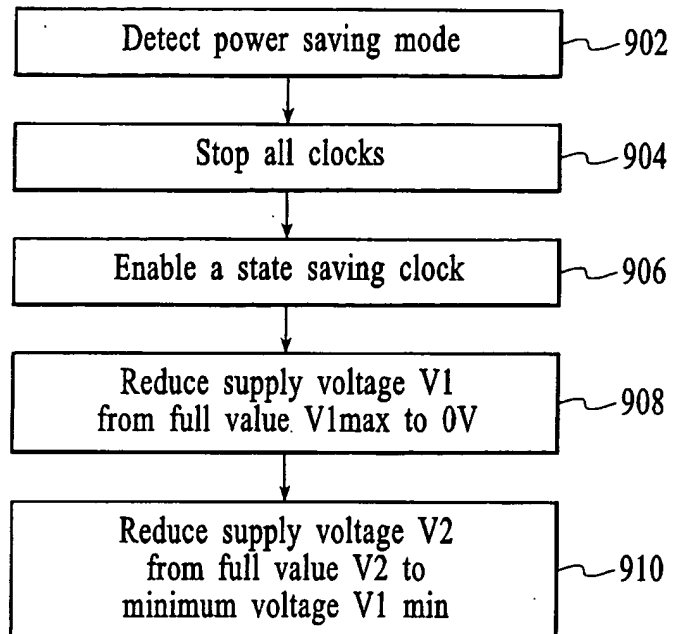 Detect power saving mode
902
Stop all clocks
904
Enable a state saving clock
906
Reduce supply voltage V1
from full value V1max to 0V
908
Reduce supply voltage V2
from full value V2 to
minimum voltage V1 min
910